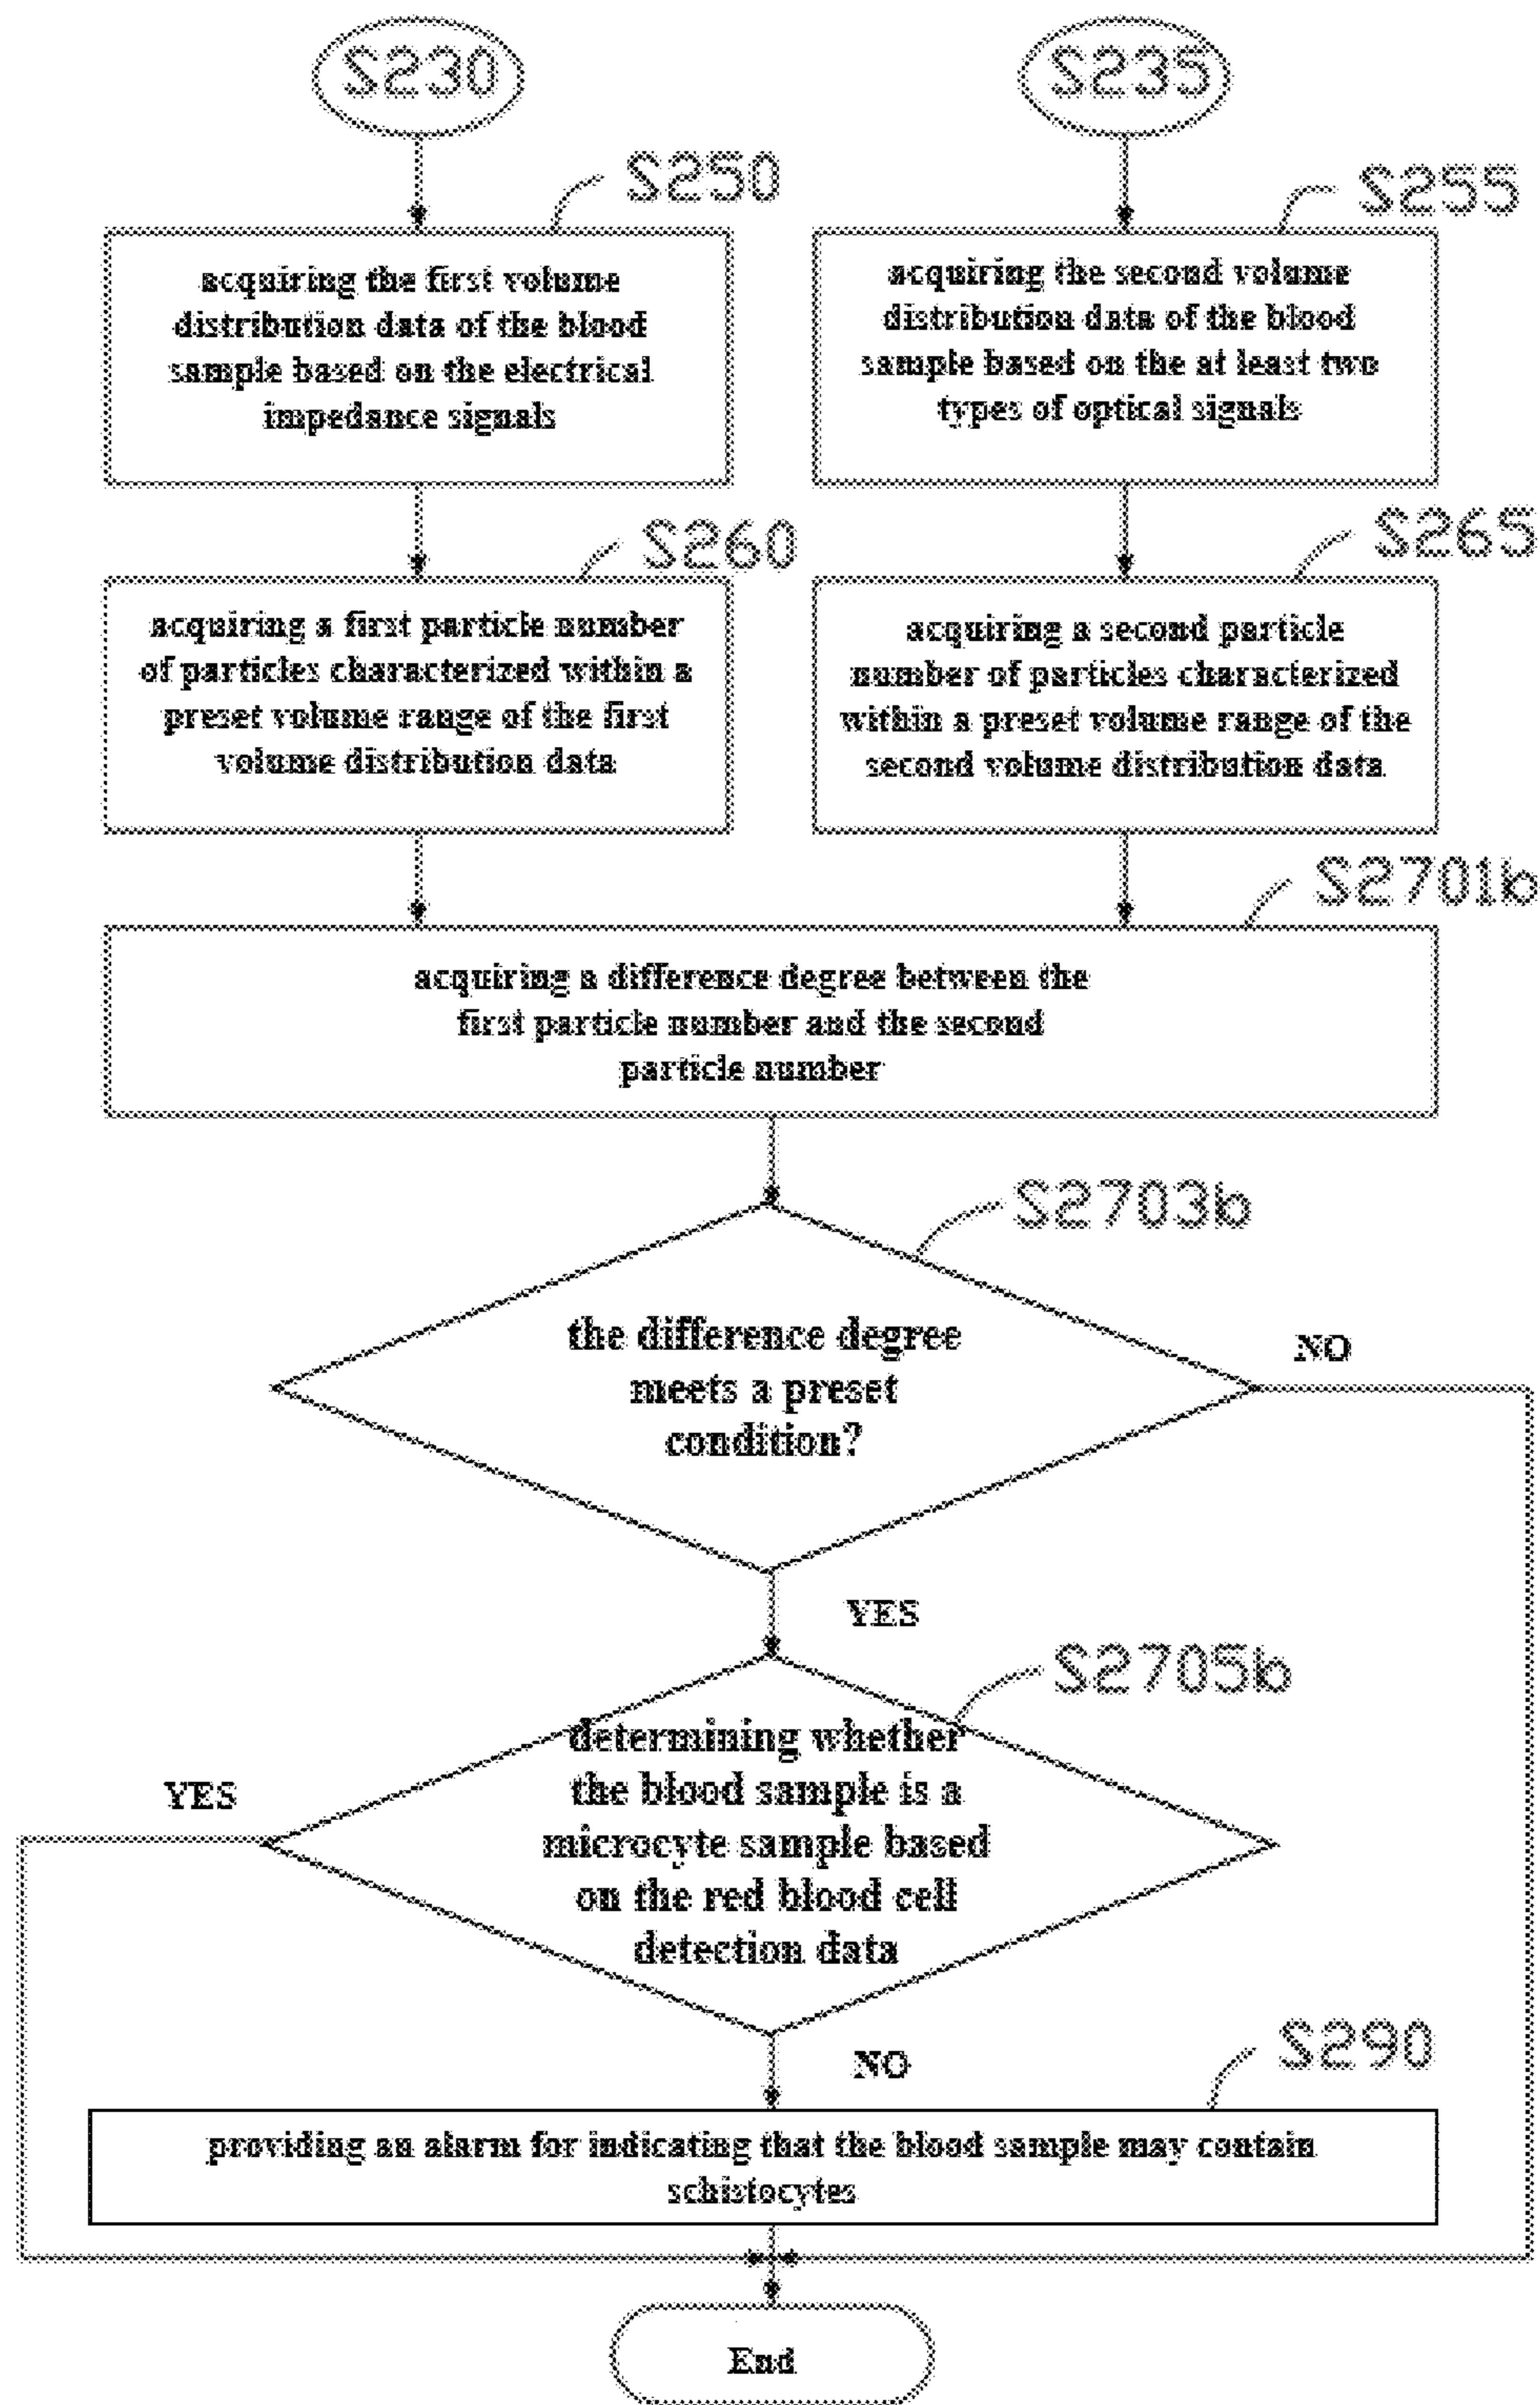 S230
S235
S250
S255
acquiring the first volume
distribution data of the blood
sample based on the electrical
impedance signals
acquiring the second volume
distribution data of the blood
sample based on the at least two
types of optical signals
S260
S265
acquiring a first particle number
of particles characterized within a
preset volume range of the first
volume distribution data
acquiring a second particle
number of particles characterized
within a preset volume range of the
second volume distribution data
S2701b
acquiring a difference degree between the
first particle number and the second
particle number
S2703b
the difference degree
meets a preset
condition?
NO
YES
S2705b
determining whether
the blood sample is a
microcyte sample based
on the red blood cell
detection data
YES
NO
S290
providing an alarm for indicating that the blood sample may contain
schistocytes
End